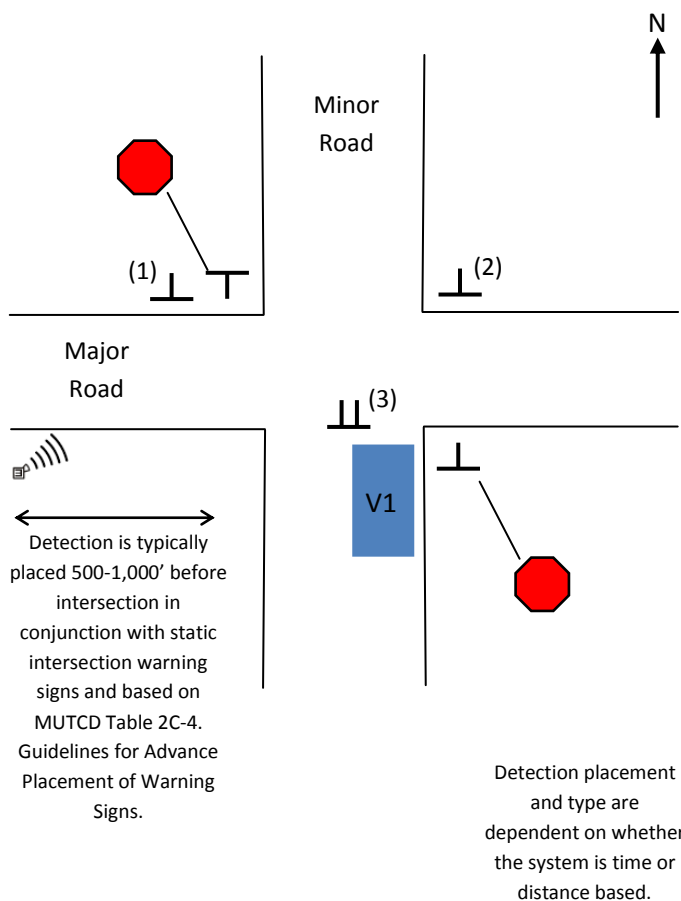 N
Minor
Road
(1)
(2)
Major
Road
(3)
V1
Detection is typically
placed 500-1,000’ before
intersection in
conjunction with static
intersection warning
signs and based on
MUTCD Table 2C-4.
Guidelines for Advance
Placement of Warning
Signs.
Detection placement
and type are
dependent on whether
the system is time or
distance based.